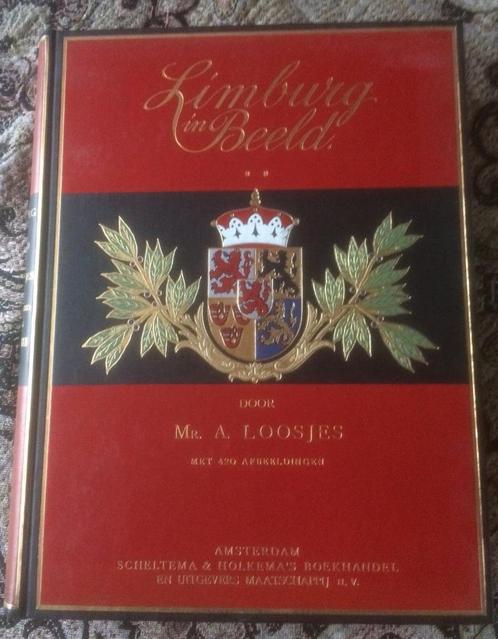 Limburg
in
Beeld.
DOOR
MR. A. LOOSJES
MET 420 AFBEELDINGEN
AMSTERDAM
SCHELTEMA & HOLKEMA'S BOEKHANDEL
EN UITGEVERS MAATSCHAPPIJ N. V.